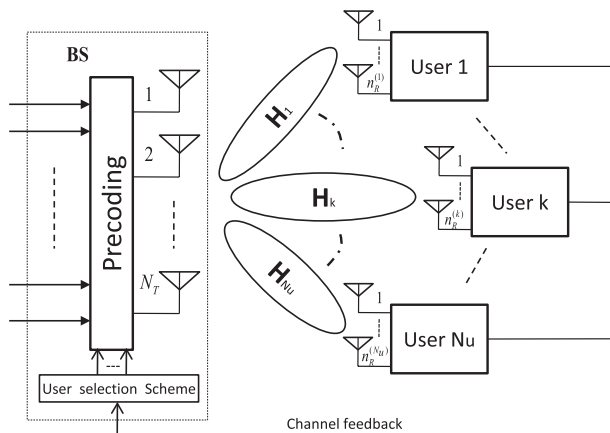 BS
Precoding
1
2
N_T
User selection Scheme
H_1
H_k
H_Nu
1
n_R^(1)
User 1
1
n_R^(k)
User k
1
n_R^(N_u)
User Nu
Channel feedback